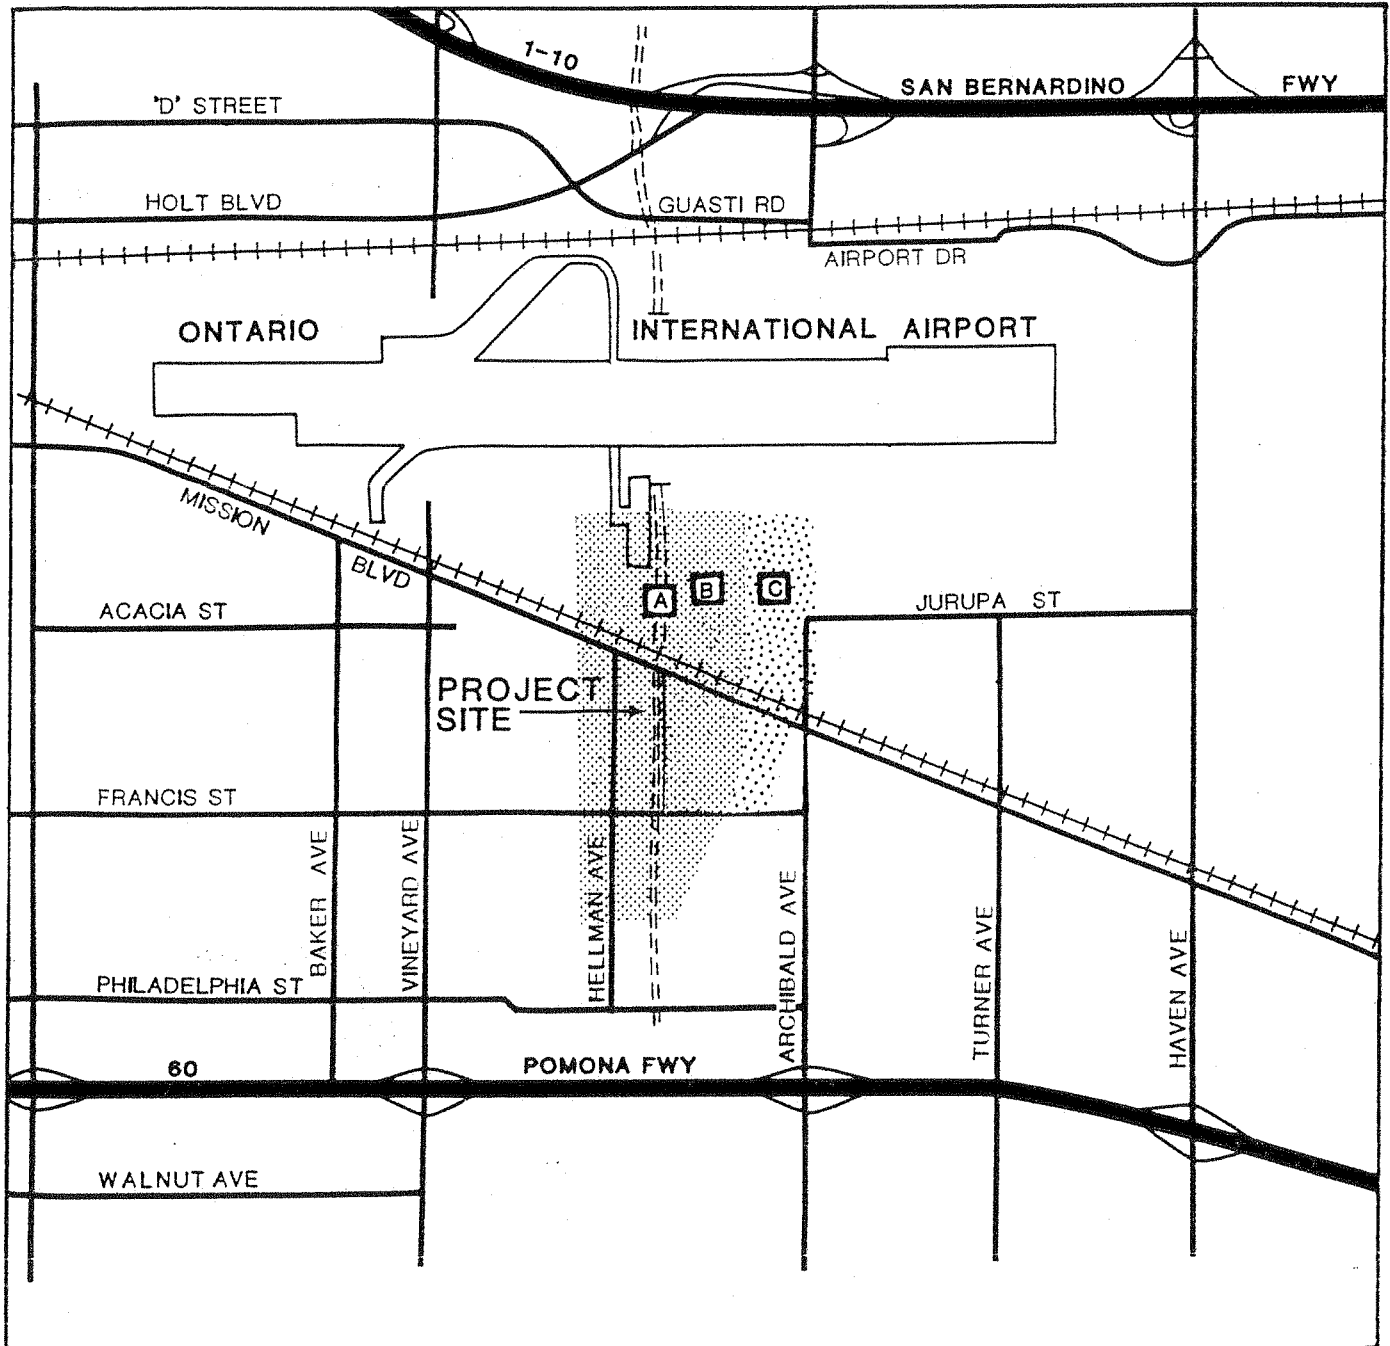 1-10
SAN BERNARDINO FWY
'D' STREET
HOLT BLVD
GUASTI RD
AIRPORT DR
ONTARIO INTERNATIONAL AIRPORT
MISSION BLVD
A
B
C
JURUPA ST
ACACIA ST
PROJECT
SITE
FRANCIS ST
BAKER AVE
VINEYARD AVE
HELLMAN AVE
ARCHIBALD AVE
TURNER AVE
HAVEN AVE
PHILADELPHIA ST
60
POMONA FWY
WALNUT AVE